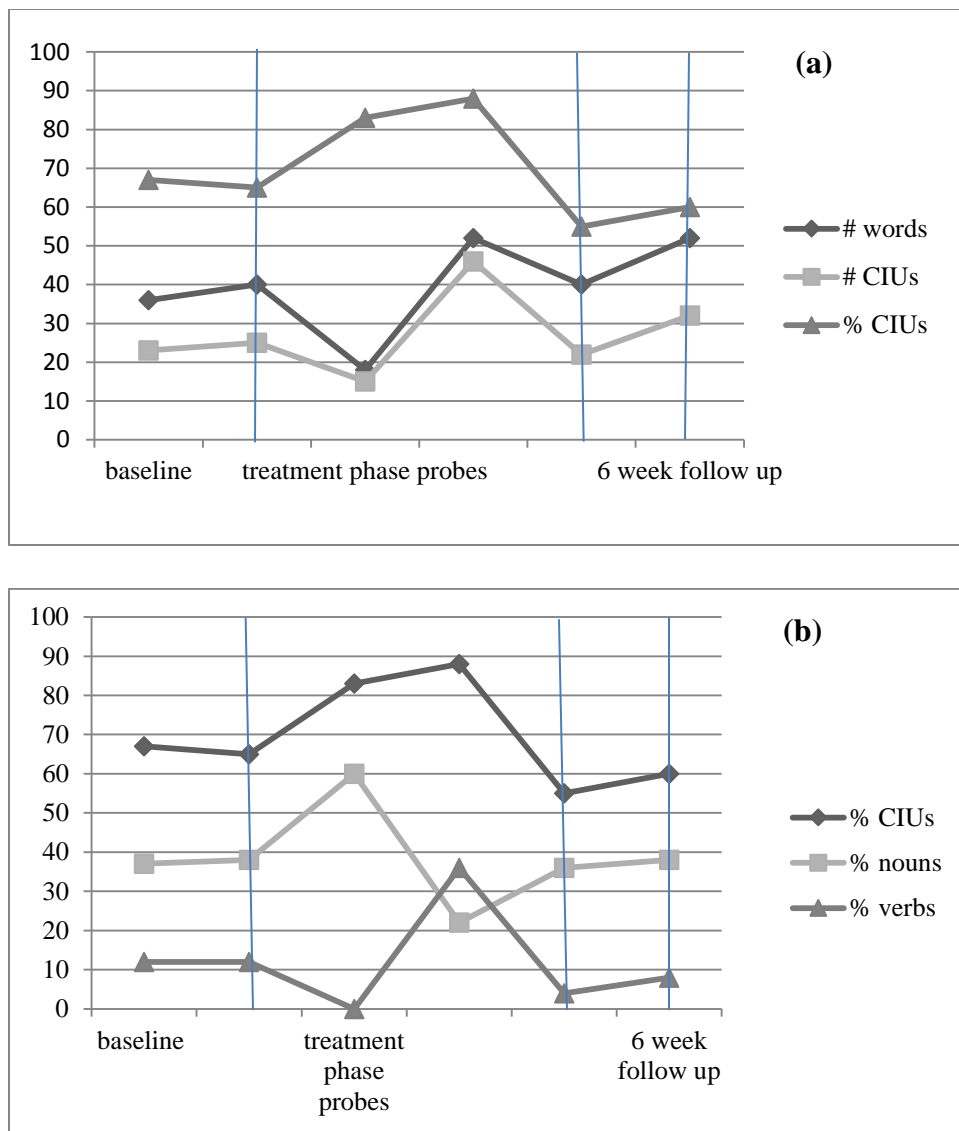 (a)
100
90
80
70
60
50
40
30
20
10
0
baseline treatment phase probes 6 week follow up
# words
# CIUs
% CIUs
(b)
100
90
80
70
60
50
40
30
20
10
0
baseline
treatment
phase
probes
6 week
follow up
% CIUs
% nouns
% verbs